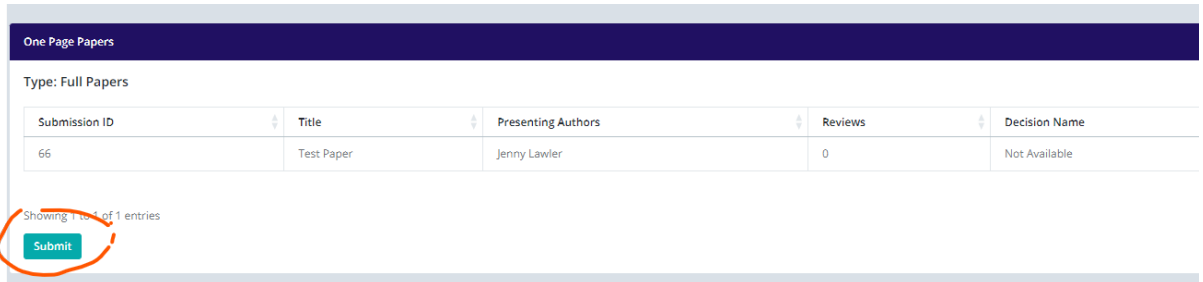 One Page Papers
Type: Full Papers
Submission ID Title Presenting Authors Reviews Decision Name
66 Test Paper Jenny Lawler 0 Not Available
Showing 1 to 1 of 1 entries
Submit